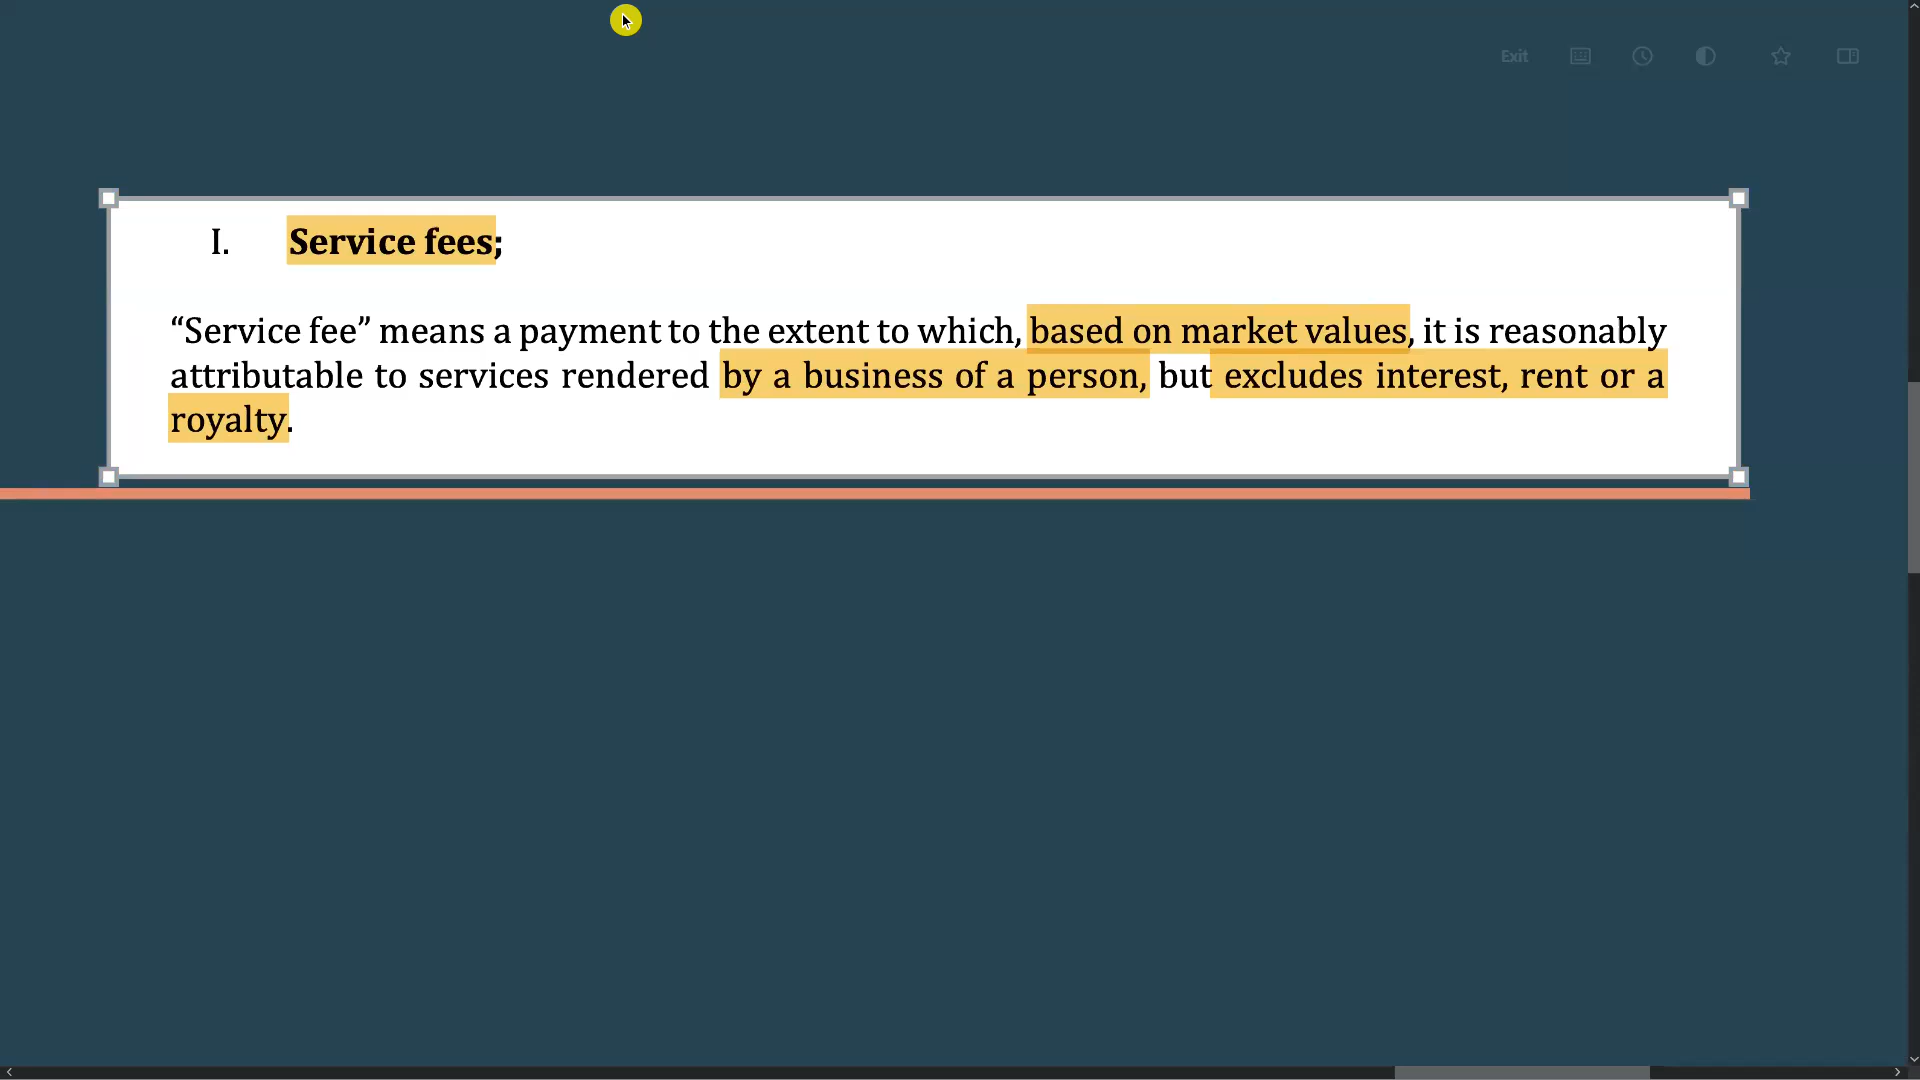 Exit
I. Service fees;
“Service fee” means a payment to the extent to which, based on market values, it is reasonably
attributable to services rendered by a business of a person, but excludes interest, rent or a
royalty.